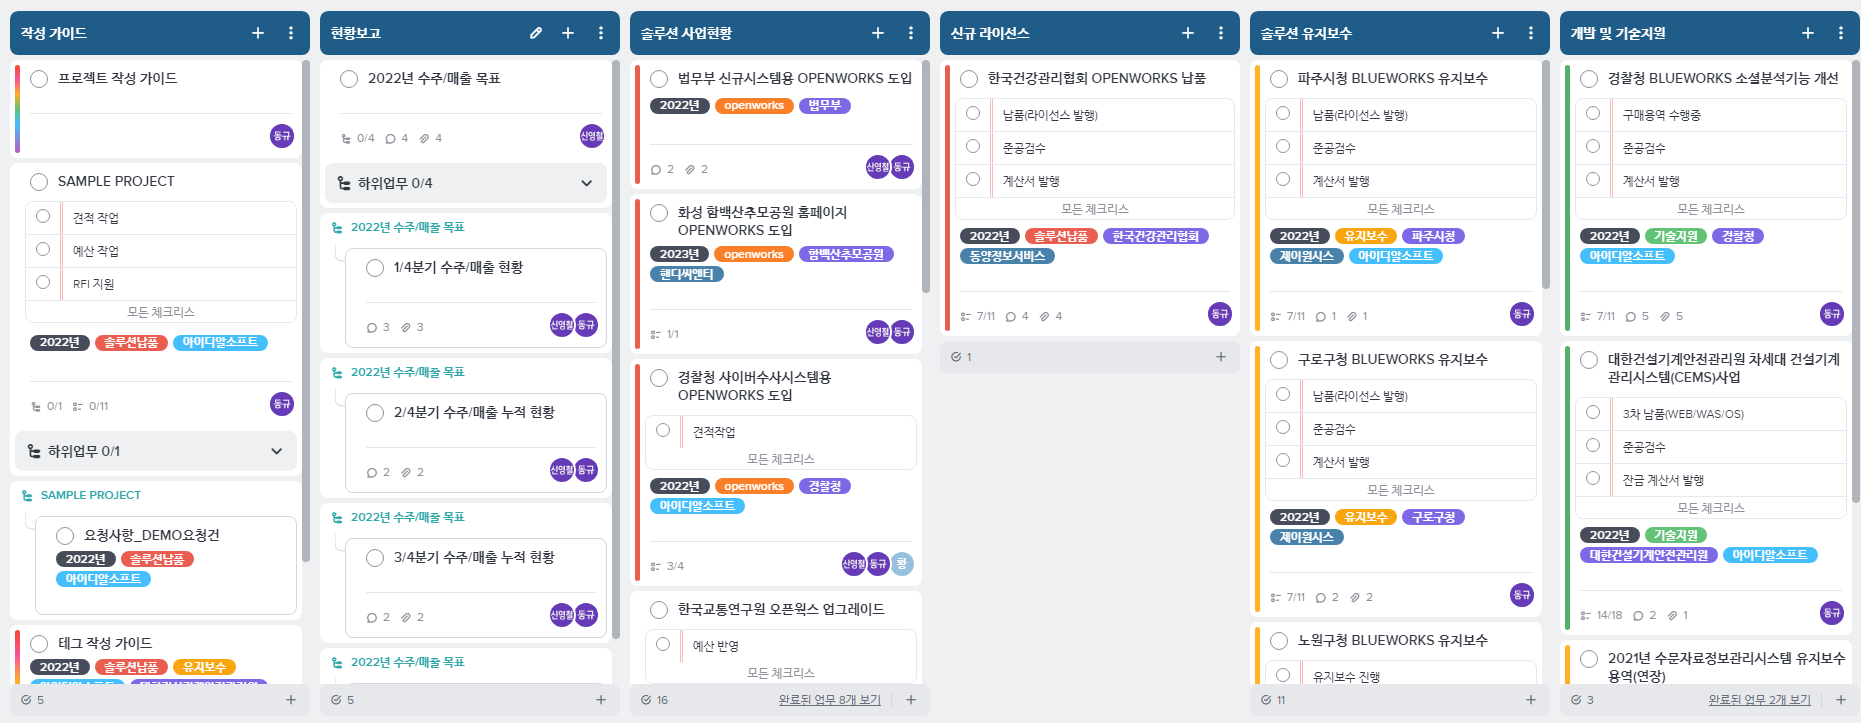 작성 가이드
프로젝트 작성 가이드
동규
SAMPLE PROJECT
견적 작업
예산 작업
RFI 지원
모든 체크리스
2022년 솔루션납품 아이디알소프트
0/1 0/11 동규
하위업무 0/1
SAMPLE PROJECT
요청사항_DEMO요청건
2022년 솔루션납품
아이디알소프트
테그 작성 가이드
2022년 솔루션납품 유지보수
5
현황보고
2022년 수주/매출 목표
0/4 4 4 신영철
하위업무 0/4
2022년 수주/매출 목표
1/4분기 수주/매출 현황
3 3 신영철 동규
2022년 수주/매출 목표
2/4분기 수주/매출 누적 현황
2 2 신영철 동규
2022년 수주/매출 목표
3/4분기 수주/매출 누적 현황
2 2 신영철 동규
2022년 수주/매출 목표
5
솔루션 사업현황
법무부 신규시스템용 OPENWORKS 도입
2022년 openworks 법무부
2 2 신영철 동규
화성 함백산추모공원 홈페이지
OPENWORKS 도입
2023년 openworks 함백산추모공원
핸디씨엔티
1/1 신영철 동규
경찰청 사이버수사시스템용
OPENWORKS 도입
견적작업
모든 체크리스
2022년 openworks 경찰청
아이디알소프트
3/4 신영철 동규 황
한국교통연구원 오픈웍스 업그레이드
예산 반영
모든 체크리스
16 완료된 업무 8개 보기
신규 라이선스
한국건강관리협회 OPENWORKS 납품
납품(라이선스 발행)
준공검수
계산서 발행
모든 체크리스
2022년 솔루션납품 한국건강관리협회
동양정보서비스
7/11 4 4 동규
1
솔루션 유지보수
파주시청 BLUEWORKS 유지보수
납품(라이선스 발행)
준공검수
계산서 발행
모든 체크리스
2022년 유지보수 파주시청
제이원시스 아이디알소프트
7/11 1 1 동규
구로구청 BLUEWORKS 유지보수
납품(라이선스 발행)
준공검수
계산서 발행
모든 체크리스
2022년 유지보수 구로구청
제이원시스
7/11 2 2 동규
노원구청 BLUEWORKS 유지보수
유지보수 진행
11
개발 및 기술지원
경찰청 BLUEWORKS 소셜분석기능 개선
구매용역 수행중
준공검수
계산서 발행
모든 체크리스
2022년 기술지원 경찰청
아이디알소프트
7/11 5 5 동규
대한건설기계안전관리원 차세대 건설기계
관리시스템(CEMS)사업
3차 납품(WEB/WAS/OS)
준공검수
잔금 계산서 발행
모든 체크리스
2022년 기술지원
대한건설기계안전관리원 아이디알소프트
14/18 2 1 동규
2021년 수문자료정보관리시스템 유지보수
용역(연장)
3 완료된 업무 2개 보기